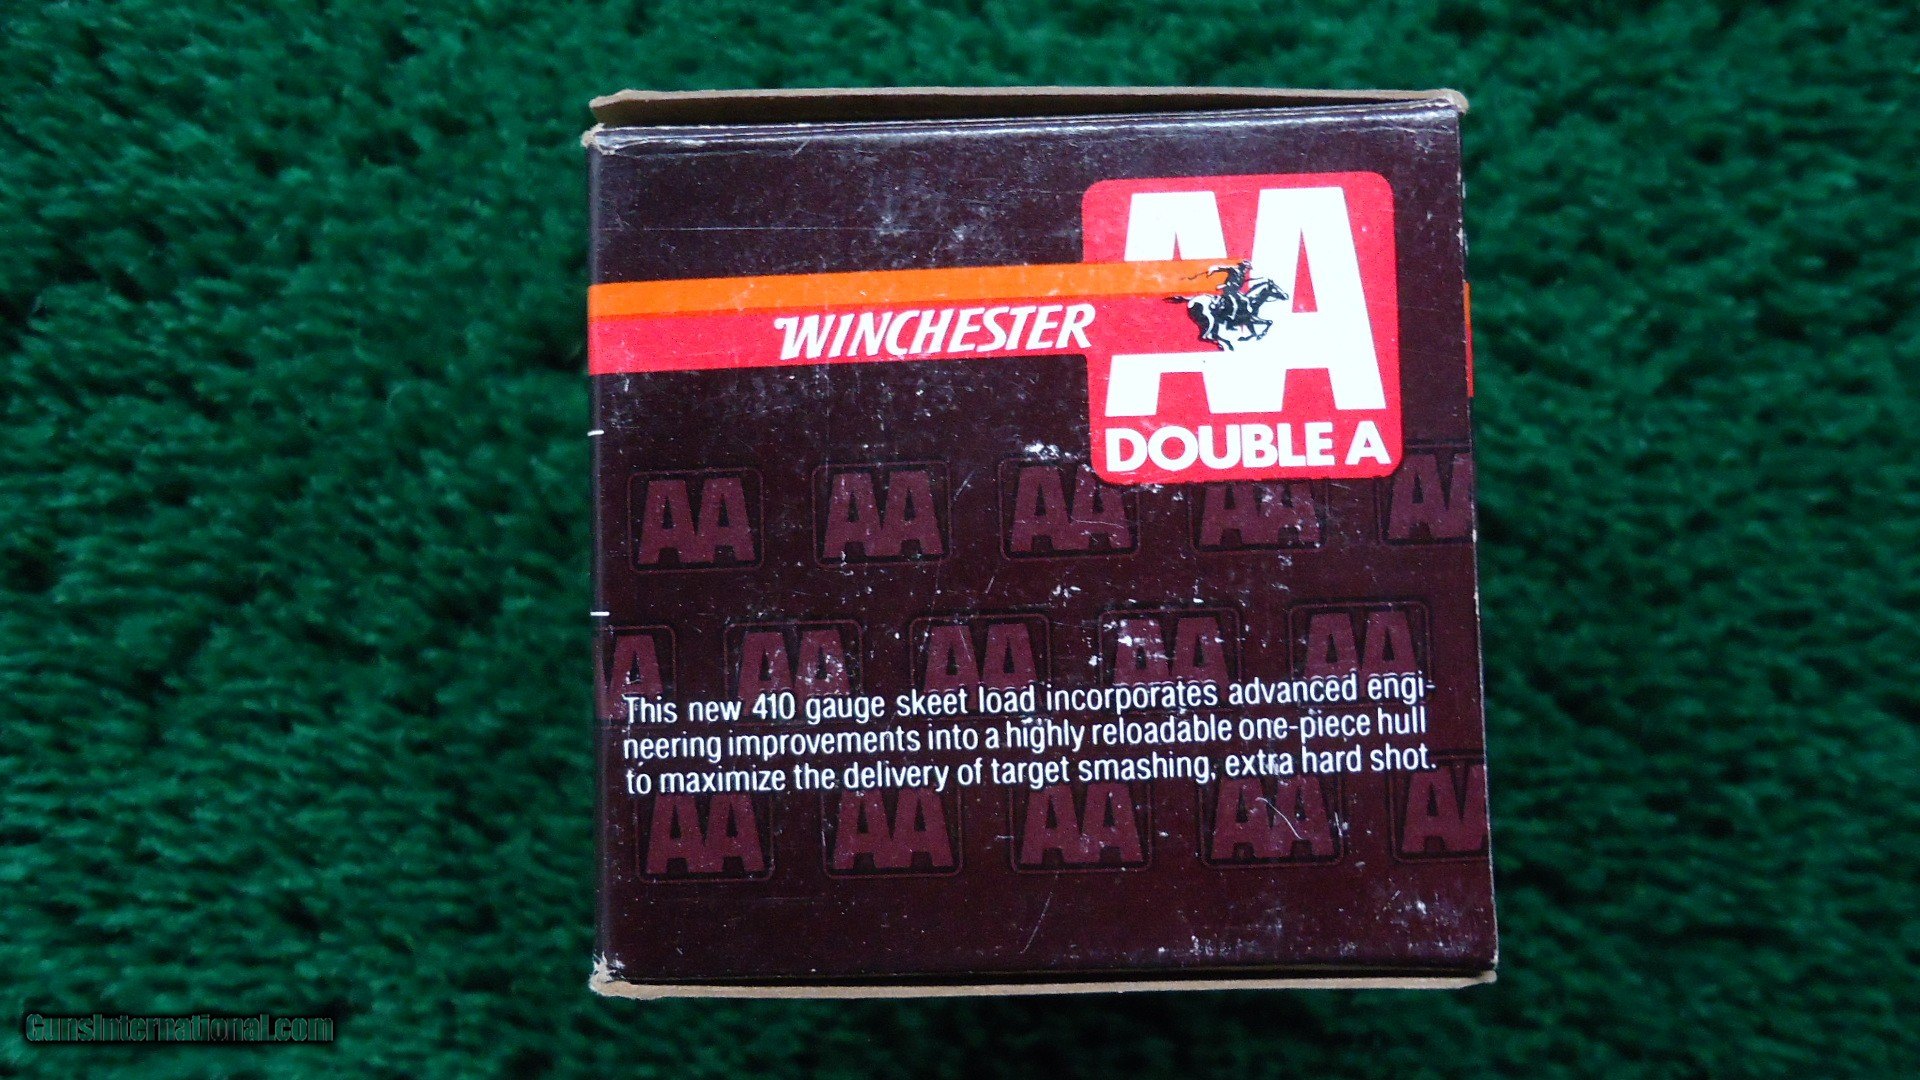 AA
WINCHESTER
DOUBLE A
AA AA AA AA AA
AA AA AA AA AA
This new 410 gauge skeet load incorporates advanced engi-
neering improvements into a highly reloadable one-piece hull
to maximize the delivery of target smashing, extra hard shot.
AA AA AA AA AA
GunsInternational.com